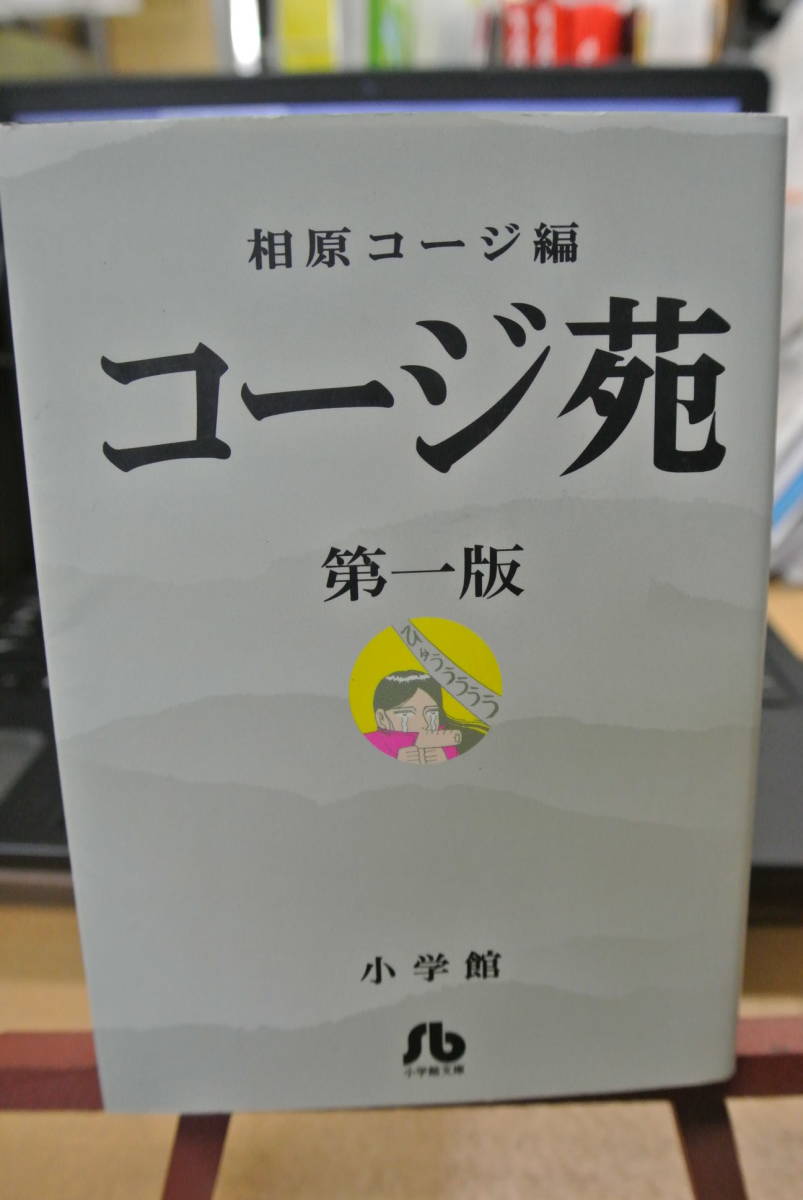 相原コージ編
コージ苑
第一版
ひゅうううううう
小学館
小学館文庫